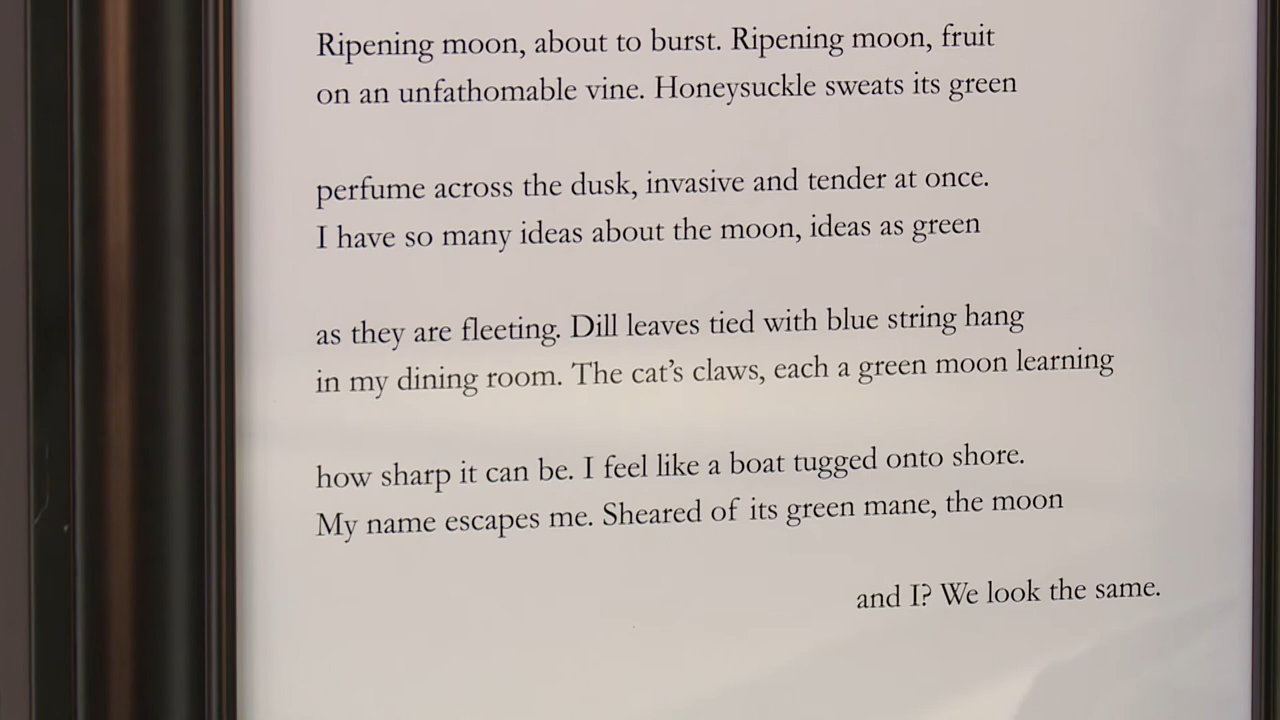 Ripening moon, about to burst. Ripening moon, fruit
on an unfathomable vine. Honeysuckle sweats its green
perfume across the dusk, invasive and tender at once.
I have so many ideas about the moon, ideas as green
as they are fleeting. Dill leaves tied with blue string hang
in my dining room. The cat’s claws, each a green moon learning
how sharp it can be. I feel like a boat tugged onto shore.
My name escapes me. Sheared of its green mane, the moon
and I? We look the same.